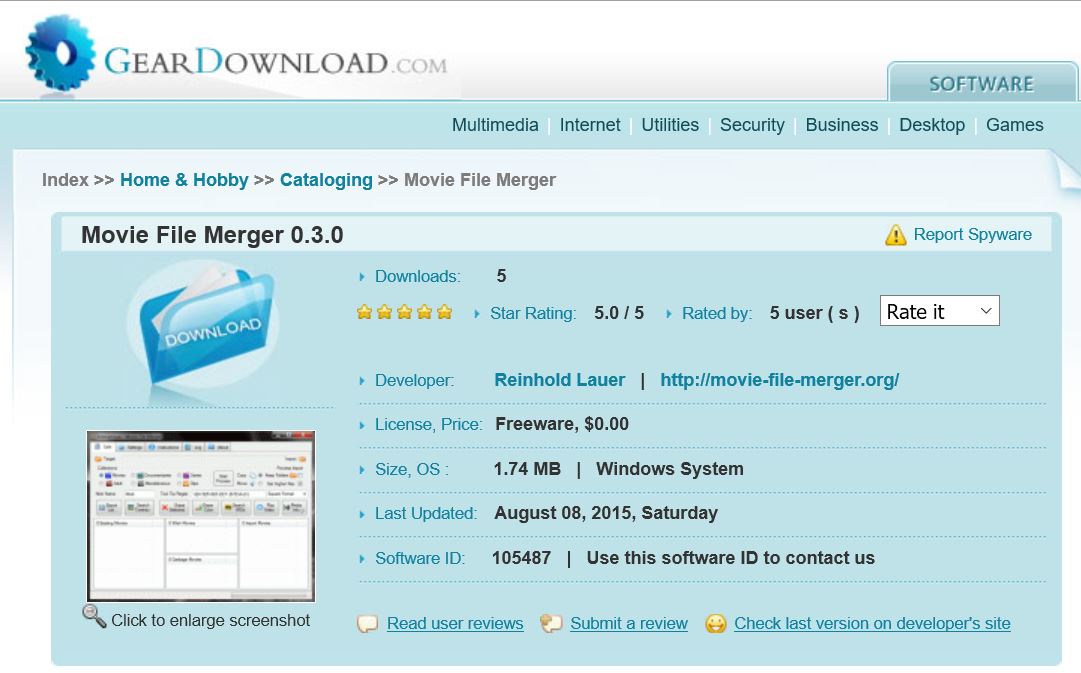 GEARDOWNLOAD.COM
SOFTWARE
Multimedia | Internet | Utilities | Security | Business | Desktop | Games
Index >> Home & Hobby >> Cataloging >> Movie File Merger
Movie File Merger 0.3.0
Report Spyware
DOWNLOAD
Downloads: 5
Star Rating: 5.0 / 5 Rated by: 5 user ( s ) Rate it
Developer: Reinhold Lauer | http://movie-file-merger.org/
License, Price: Freeware, $0.00
Size, OS : 1.74 MB | Windows System
Last Updated: August 08, 2015, Saturday
Software ID: 105487 | Use this software ID to contact us
Click to enlarge screenshot
Read user reviews Submit a review Check last version on developer's site